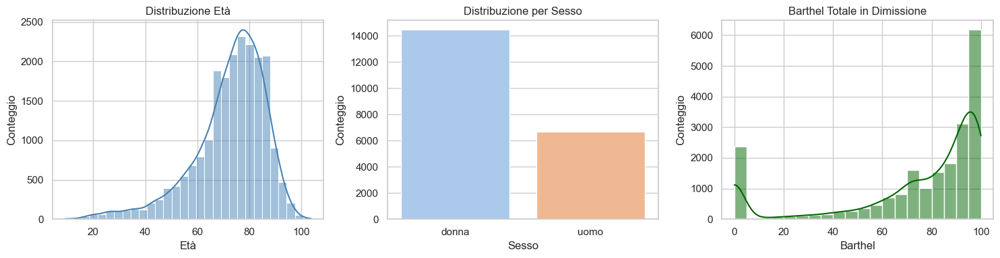 Distribuzione Età
Conteggio
2500
2000
1500
1000
500
0
20
40
60
80
100
Età
Distribuzione per Sesso
Conteggio
14000
12000
10000
8000
6000
4000
2000
0
donna
uomo
Sesso
Barthel Totale in Dimissione
Conteggio
6000
5000
4000
3000
2000
1000
0
0
20
40
60
80
100
Barthel